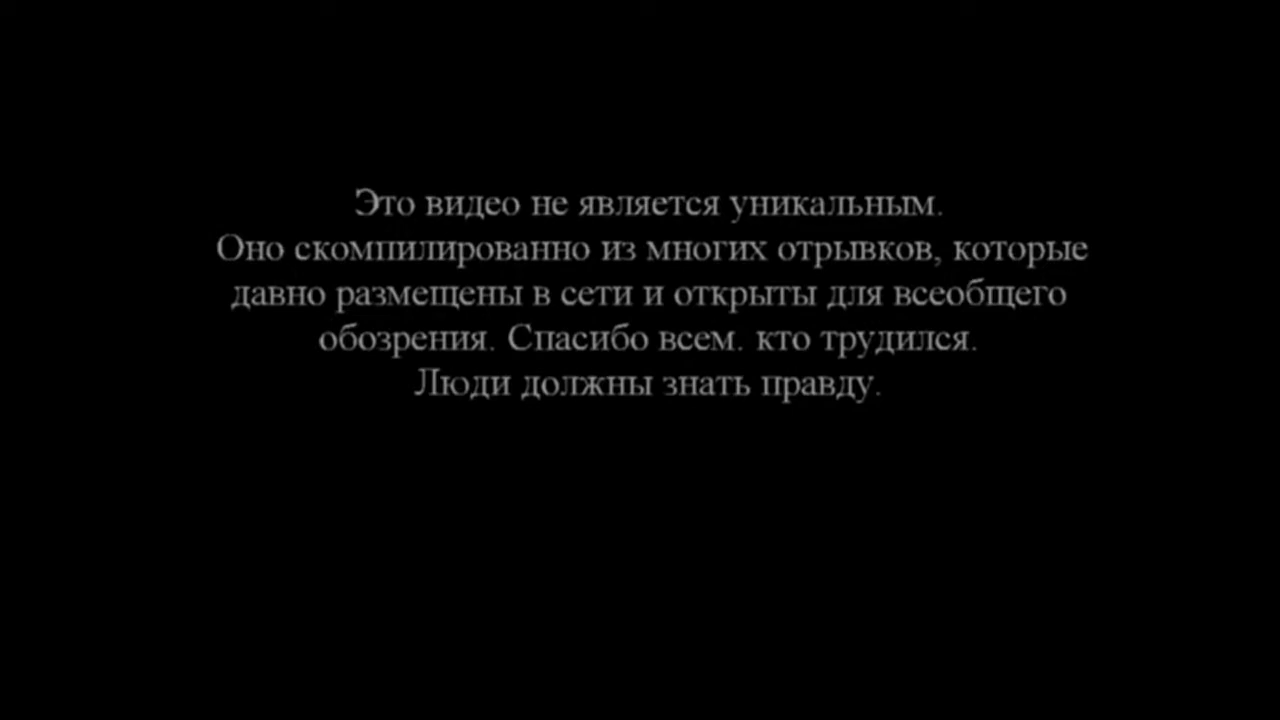 Это видео не является уникальным.
Оно скомпилированно из многих отрывков, которые
давно размещены в сети и открыты для всеобщего
обозрения. Спасибо всем. кто трудился.
Люди должны знать правду.